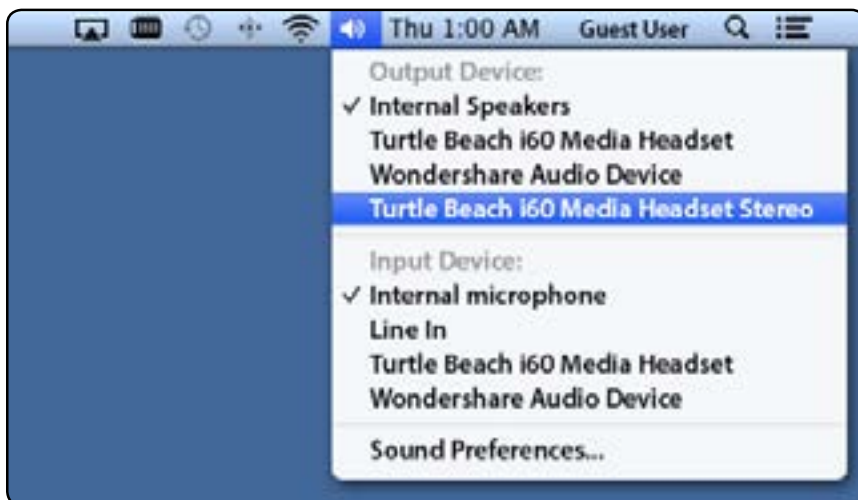 Thu 1:00 AM Guest User
Output Device:
✓ Internal Speakers
Turtle Beach i60 Media Headset
Wondershare Audio Device
Turtle Beach i60 Media Headset Stereo
Input Device:
✓ Internal microphone
Line In
Turtle Beach i60 Media Headset
Wondershare Audio Device
Sound Preferences...